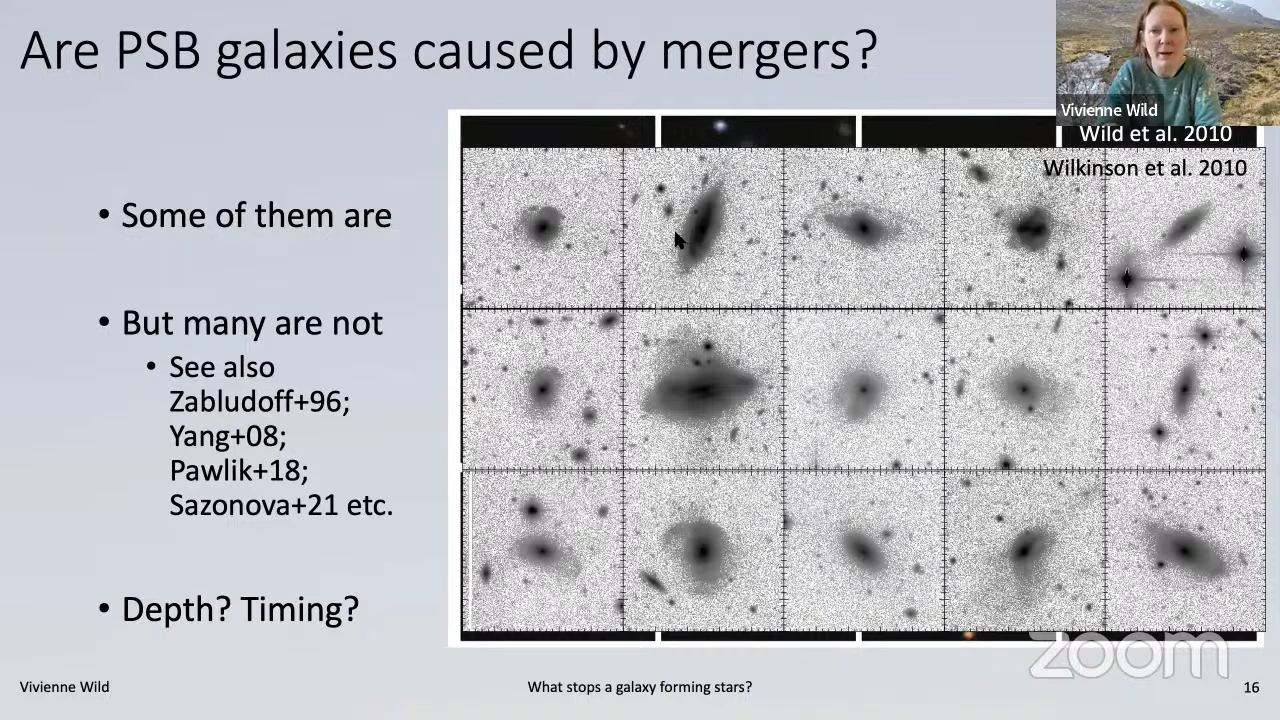 Are PSB galaxies caused by mergers?
Vivienne Wild
Wild et al. 2010
Wilkinson et al. 2010
• Some of them are
• But many are not
• See also
Zabludoff+96;
Yang+08;
Pawlik+18;
Sazonova+21 etc.
• Depth? Timing?
zoom
Vivienne Wild
What stops a galaxy forming stars?
16